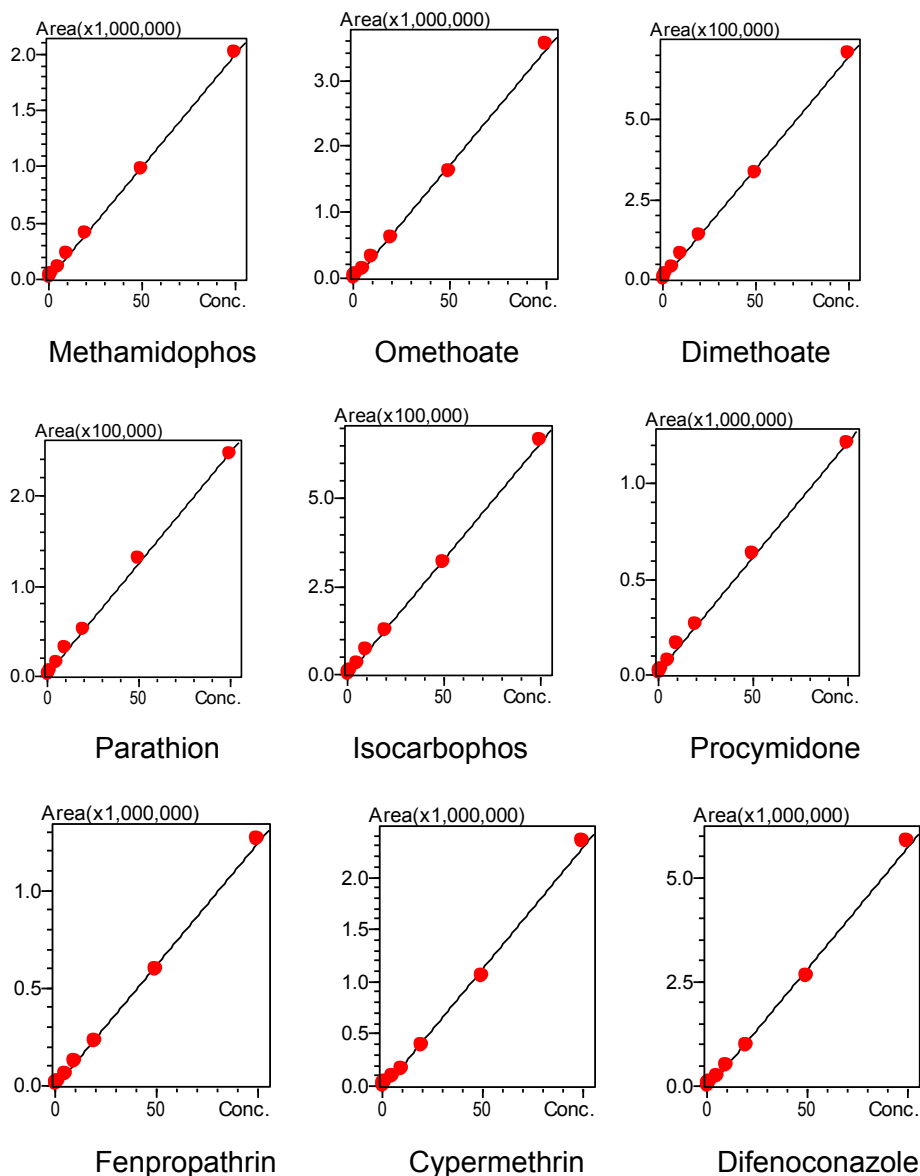 Area(x1,000,000)
2.0
1.5
1.0
0.5
0.0
0 50 Conc.
Methamidophos
Area(x1,000,000)
3.0
2.0
1.0
0.0
0 50 Conc.
Omethoate
Area(x100,000)
5.0
2.5
0.0
0 50 Conc.
Dimethoate
Area(x100,000)
2.0
1.0
0.0
0 50 Conc.
Parathion
Area(x100,000)
5.0
2.5
0.0
0 50 Conc.
Isocarbophos
Area(x1,000,000)
1.0
0.5
0.0
0 50 Conc.
Procymidone
Area(x1,000,000)
1.0
0.5
0.0
0 50 Conc.
Fenpropathrin
Area(x1,000,000)
2.0
1.5
1.0
0.5
0.0
0 50 Conc.
Cypermethrin
Area(x1,000,000)
5.0
2.5
0.0
0 50 Conc.
Difenoconazole